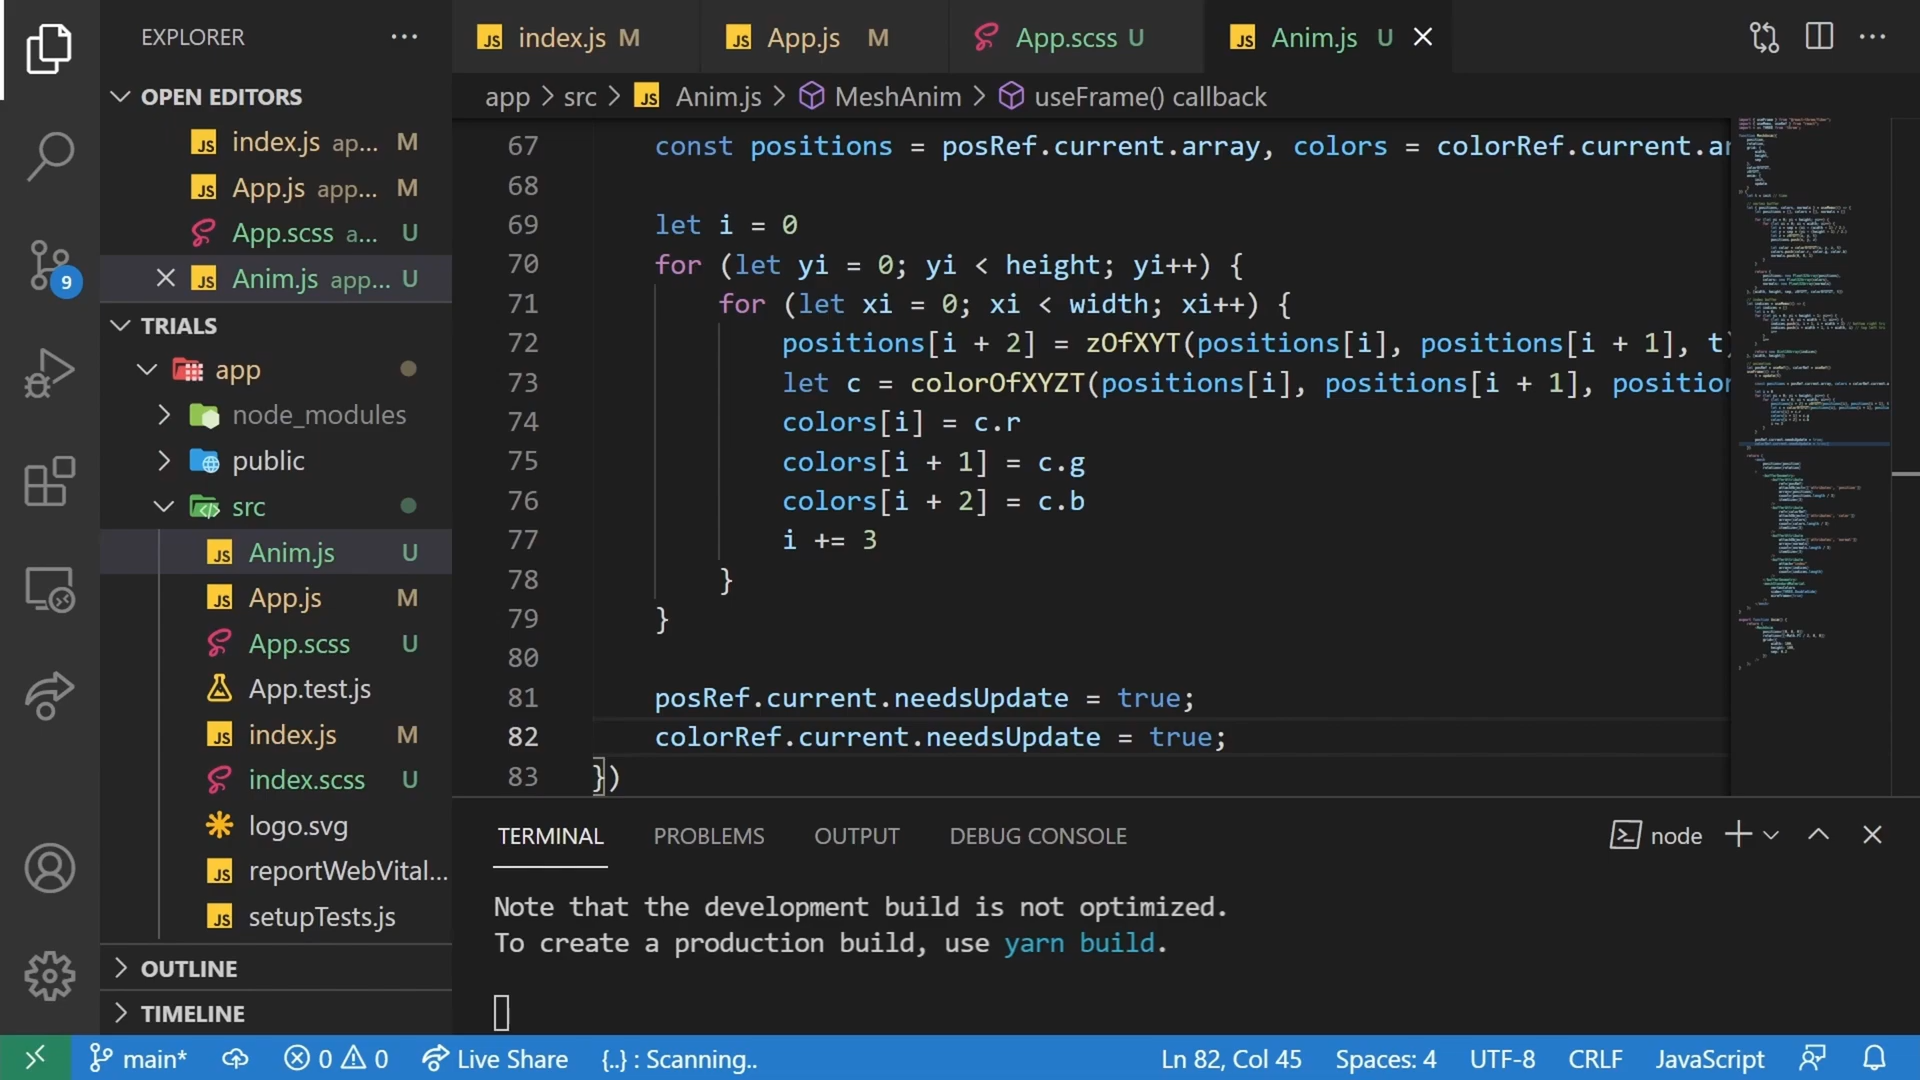 EXPLORER
OPEN EDITORS
index.js ap... M
App.js app... M
App.scss a... U
Anim.js app... U
TRIALS
app
node_modules
public
src
Anim.js U
App.js M
App.scss U
App.test.js
index.js M
index.scss U
logo.svg
reportWebVital...
setupTests.js
OUTLINE
TIMELINE
9
index.js M
App.js M
App.scss U
Anim.js U
app > src > JS Anim.js > MeshAnim > useFrame() callback
67 const positions = posRef.current.array, colors = colorRef.current.ar
68
69 let i = 0
70 for (let yi = 0; yi < height; yi++) {
71 for (let xi = 0; xi < width; xi++) {
72 positions[i + 2] = zOfXYT(positions[i], positions[i + 1], t)
73 let c = colorOfXYZT(positions[i], positions[i + 1], position
74 colors[i] = c.r
75 colors[i + 1] = c.g
76 colors[i + 2] = c.b
77 i += 3
78 }
79 }
80
81 posRef.current.needsUpdate = true;
82 colorRef.current.needsUpdate = true;
83 })
TERMINAL PROBLEMS OUTPUT DEBUG CONSOLE
node
Note that the development build is not optimized.
To create a production build, use yarn build.
main* 0 0 Live Share {..} : Scanning.. Ln 82, Col 45 Spaces: 4 UTF-8 CRLF JavaScript